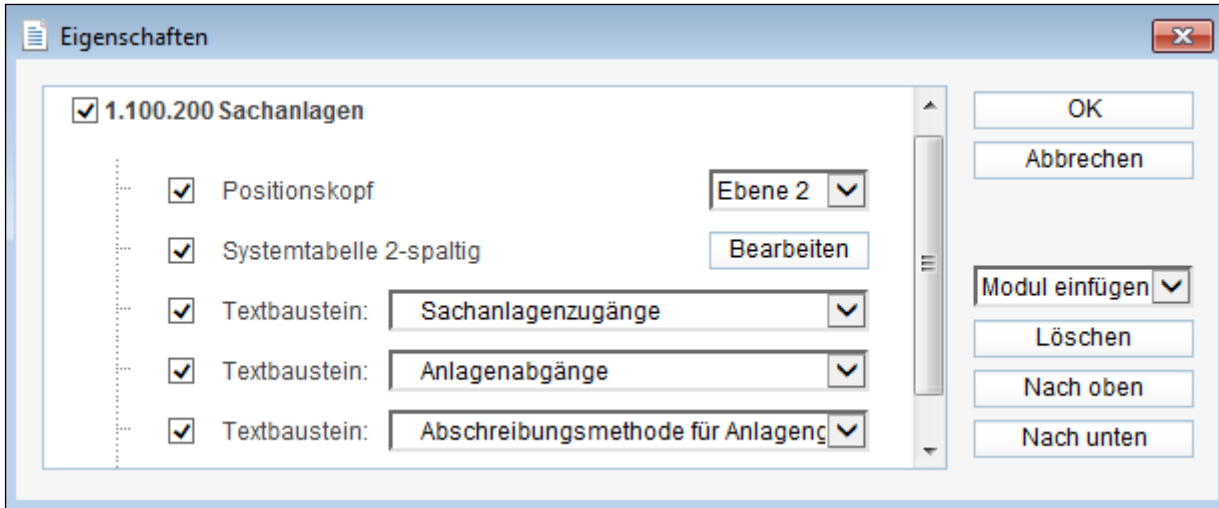 Eigenschaften
1.100.200 Sachanlagen
OK
Abbrechen
Positionskopf
Ebene 2
Systemtabelle 2-spaltig
Bearbeiten
Modul einfügen
Textbaustein: Sachanlagenzugänge
Löschen
Textbaustein: Anlagenabgänge
Nach oben
Textbaustein: Abschreibungsmethode für Anlageng
Nach unten